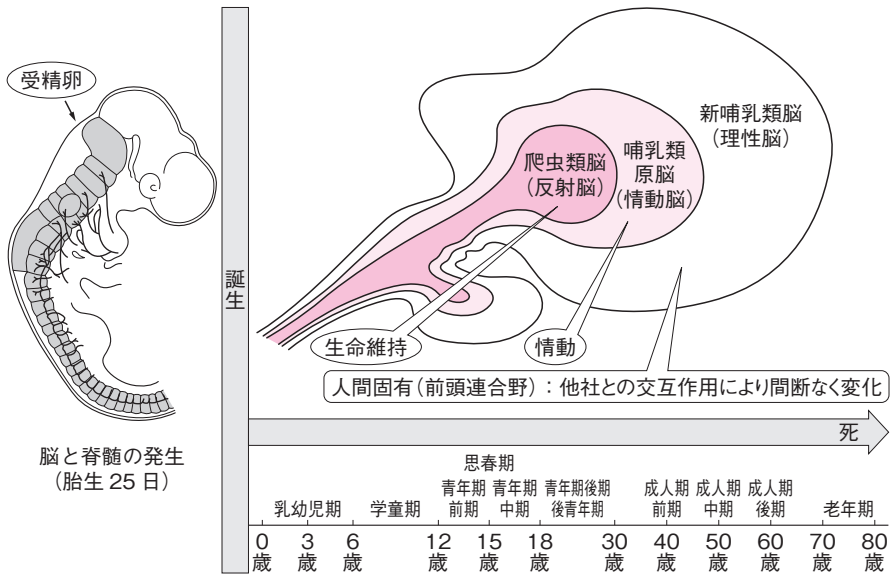 受精卵
脳と脊髄の発生
(胎生 25 日)
誕生
新哺乳類脳
(理性脳)
哺乳類
原脳
(情動脳)
爬虫類脳
(反射脳)
生命維持
情動
人間固有(前頭連合野):他社との交互作用により間断なく変化
死
思春期
乳幼児期
学童期
青年期
前期
青年期
中期
青年期後期
後青年期
成人期
前期
成人期
中期
成人期
後期
老年期
0 3 6 12 15 18 30 40 50 60 70 80
歳 歳 歳 歳 歳 歳 歳 歳 歳 歳 歳 歳